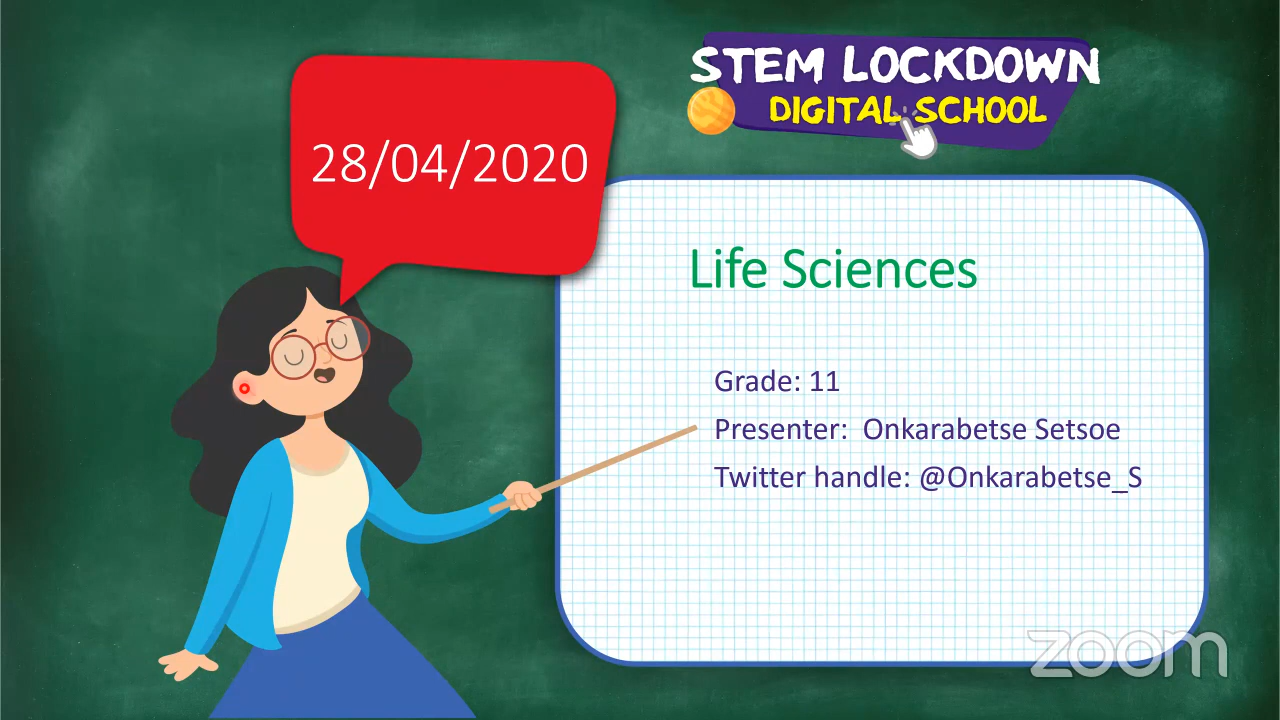 STEM LOCKDOWN
DIGITAL SCHOOL
28/04/2020
Life Sciences
Grade: 11
Presenter: Onkarabetse Setsoe
Twitter handle: @Onkarabetse_S
zoom